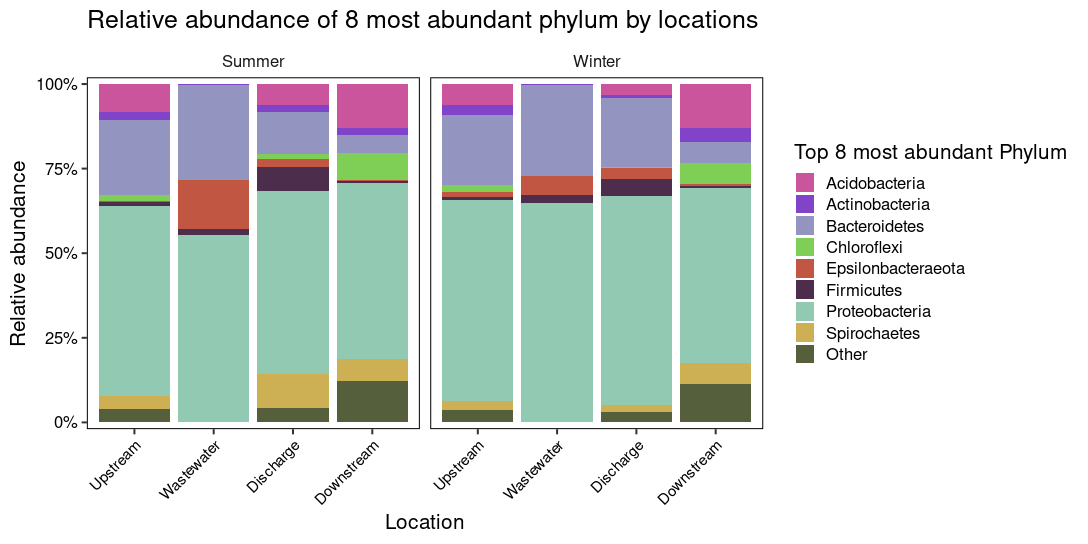 Relative abundance of 8 most abundant phylum by locations
Summer
Winter
100%
75%
50%
25%
0%
Relative abundance
Upstream
Wastewater
Discharge
Downstream
Upstream
Wastewater
Discharge
Downstream
Location
Top 8 most abundant Phylum
Acidobacteria
Actinobacteria
Bacteroidetes
Chloroflexi
Epsilonbacteraeota
Firmicutes
Proteobacteria
Spirochaetes
Other